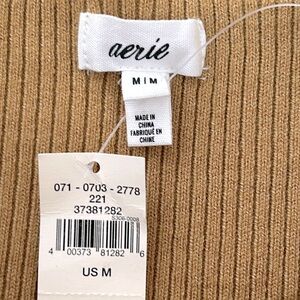 aerie
M I M
MADE IN
CHINA
FABRIQUÉ EN
CHINE
071 - 0703 - 2778
221
37381282
4 00373 81282 6
US M